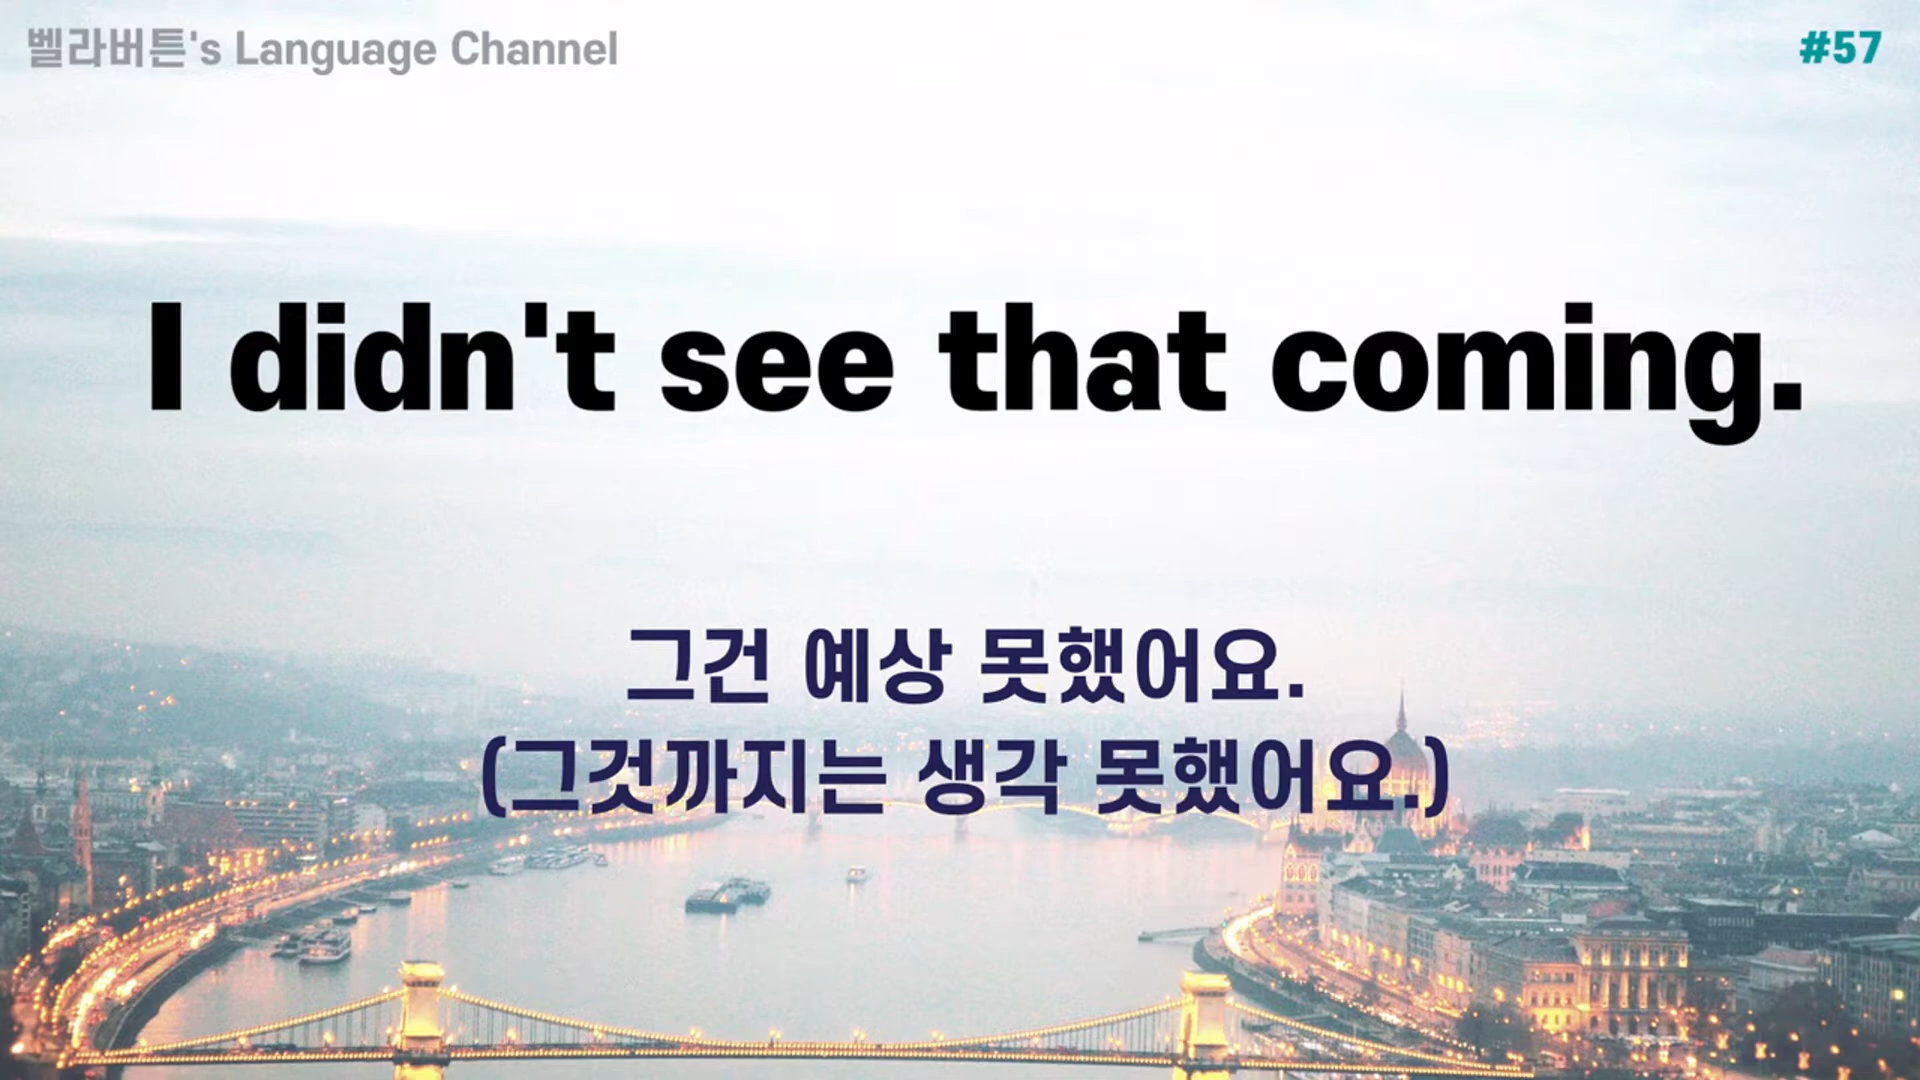 벨라버튼's Language Channel
#57
I didn't see that coming.
그건 예상 못했어요.
(그것까지는 생각 못했어요.)